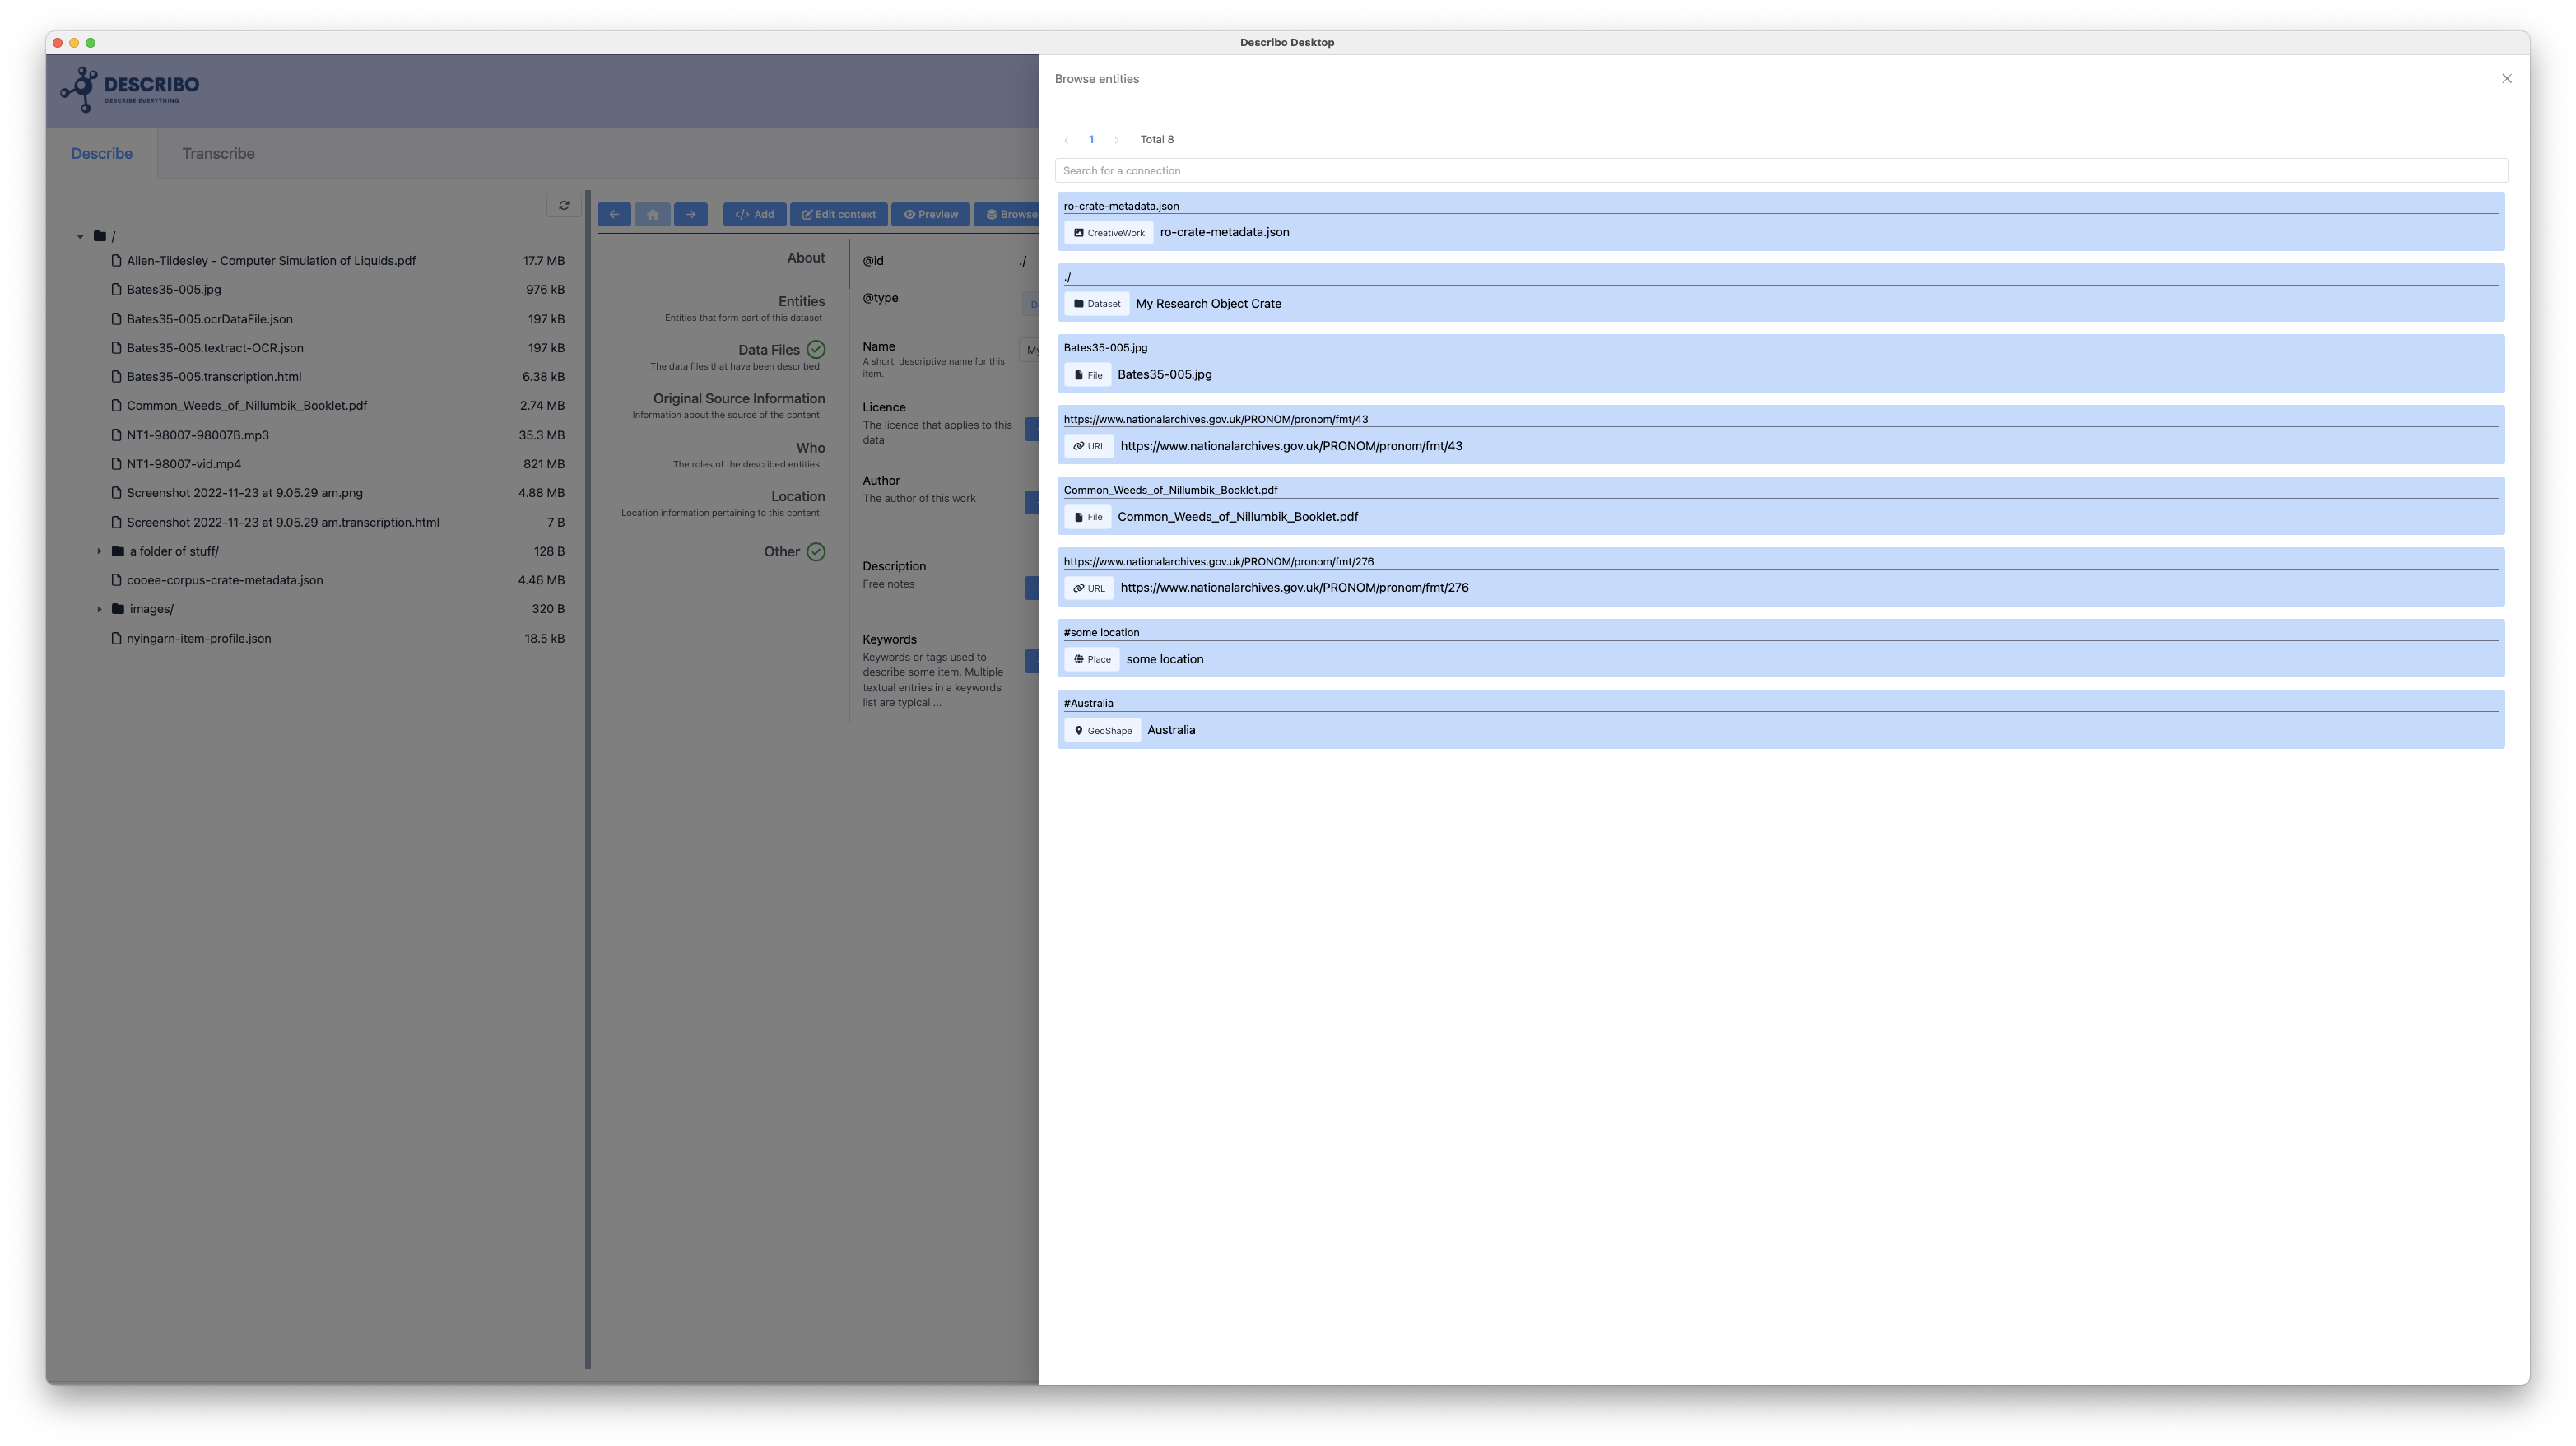 Describo Desktop
DESCRIBO
DESCRIBE EVERYTHING
Describe
Transcribe
/
Allen-Tildesley - Computer Simulation of Liquids.pdf 17.7 MB
Bates35-005.jpg 976 kB
Bates35-005.ocrDataFile.json 197 kB
Bates35-005.textract-OCR.json 197 kB
Bates35-005.transcription.html 6.38 kB
Common_Weeds_of_Nillumbik_Booklet.pdf 2.74 MB
NT1-98007-98007B.mp3 35.3 MB
NT1-98007-vid.mp4 821 MB
Screenshot 2022-11-23 at 9.05.29 am.png 4.88 MB
Screenshot 2022-11-23 at 9.05.29 am.transcription.html 7 B
a folder of stuff/ 128 B
cooee-corpus-crate-metadata.json 4.46 MB
images/ 320 B
nyingarn-item-profile.json 18.5 kB
</> Add Edit context Preview Browse
About
Entities
Entities that form part of this dataset
Data Files
The data files that have been described.
Original Source Information
Information about the source of the content.
Who
The roles of the described entities.
Location
Location information pertaining to this content.
Other
@id ./
@type
Name My
A short, descriptive name for this
item.
Licence
The licence that applies to this
data
Author
The author of this work
Description
Free notes
Keywords
Keywords or tags used to
describe some item. Multiple
textual entries in a keywords
list are typical ...
Browse entities
1 Total 8
Search for a connection
ro-crate-metadata.json
CreativeWork ro-crate-metadata.json
./
Dataset My Research Object Crate
Bates35-005.jpg
File Bates35-005.jpg
https://www.nationalarchives.gov.uk/PRONOM/pronom/fmt/43
URL https://www.nationalarchives.gov.uk/PRONOM/pronom/fmt/43
Common_Weeds_of_Nillumbik_Booklet.pdf
File Common_Weeds_of_Nillumbik_Booklet.pdf
https://www.nationalarchives.gov.uk/PRONOM/pronom/fmt/276
URL https://www.nationalarchives.gov.uk/PRONOM/pronom/fmt/276
#some location
Place some location
#Australia
GeoShape Australia